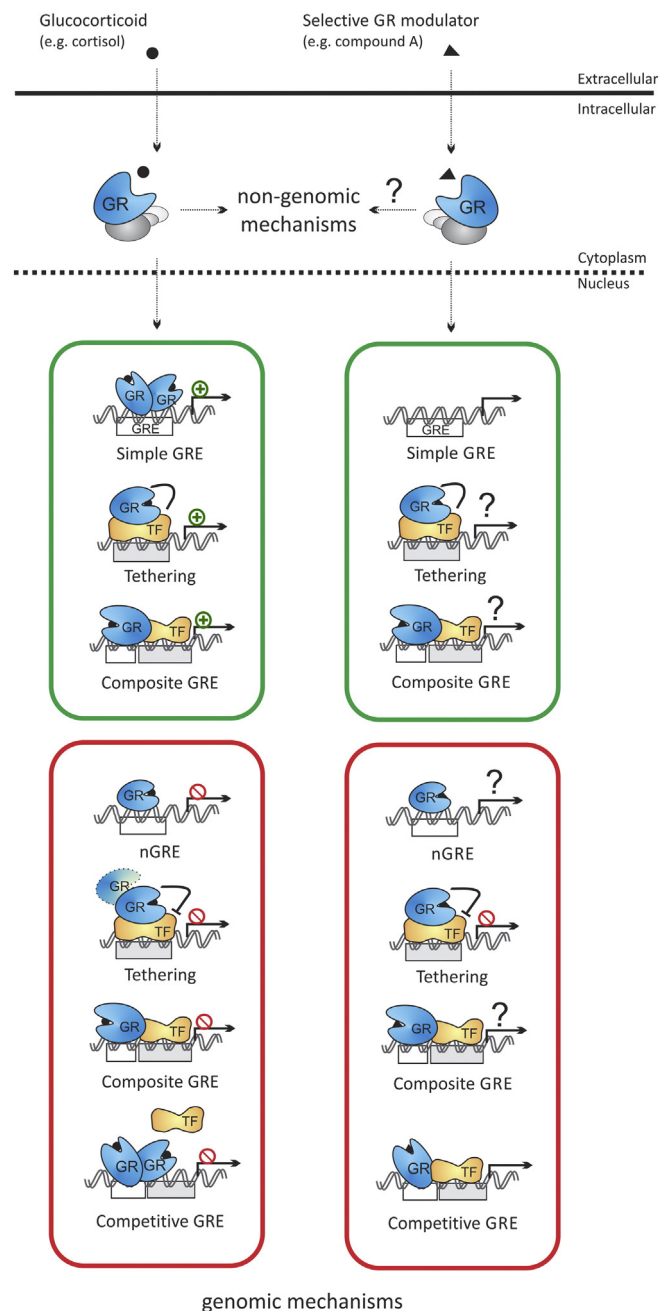 Glucocorticoid
(e.g. cortisol)
Selective GR modulator
(e.g. compound A)
Extracellular
Intracellular
GR
non-genomic
mechanisms
?
GR
Cytoplasm
Nucleus
GR
GR
GRE
Simple GRE
GR
TF
Tethering
GR
TF
Composite GRE
GRE
Simple GRE
GR
TF
?
Tethering
GR
TF
?
Composite GRE
GR
nGRE
GR
GR
TF
Tethering
GR
TF
Composite GRE
TF
GR
GR
Competitive GRE
GR
?
nGRE
GR
TF
Tethering
GR
TF
?
Composite GRE
GR
TF
Competitive GRE
genomic mechanisms